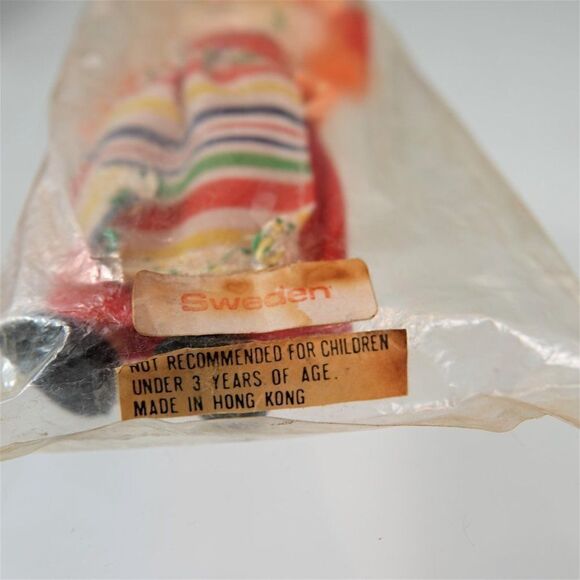 Sweden
NOT RECOMMENDED FOR CHILDREN
UNDER 3 YEARS OF AGE.
MADE IN HONG KONG